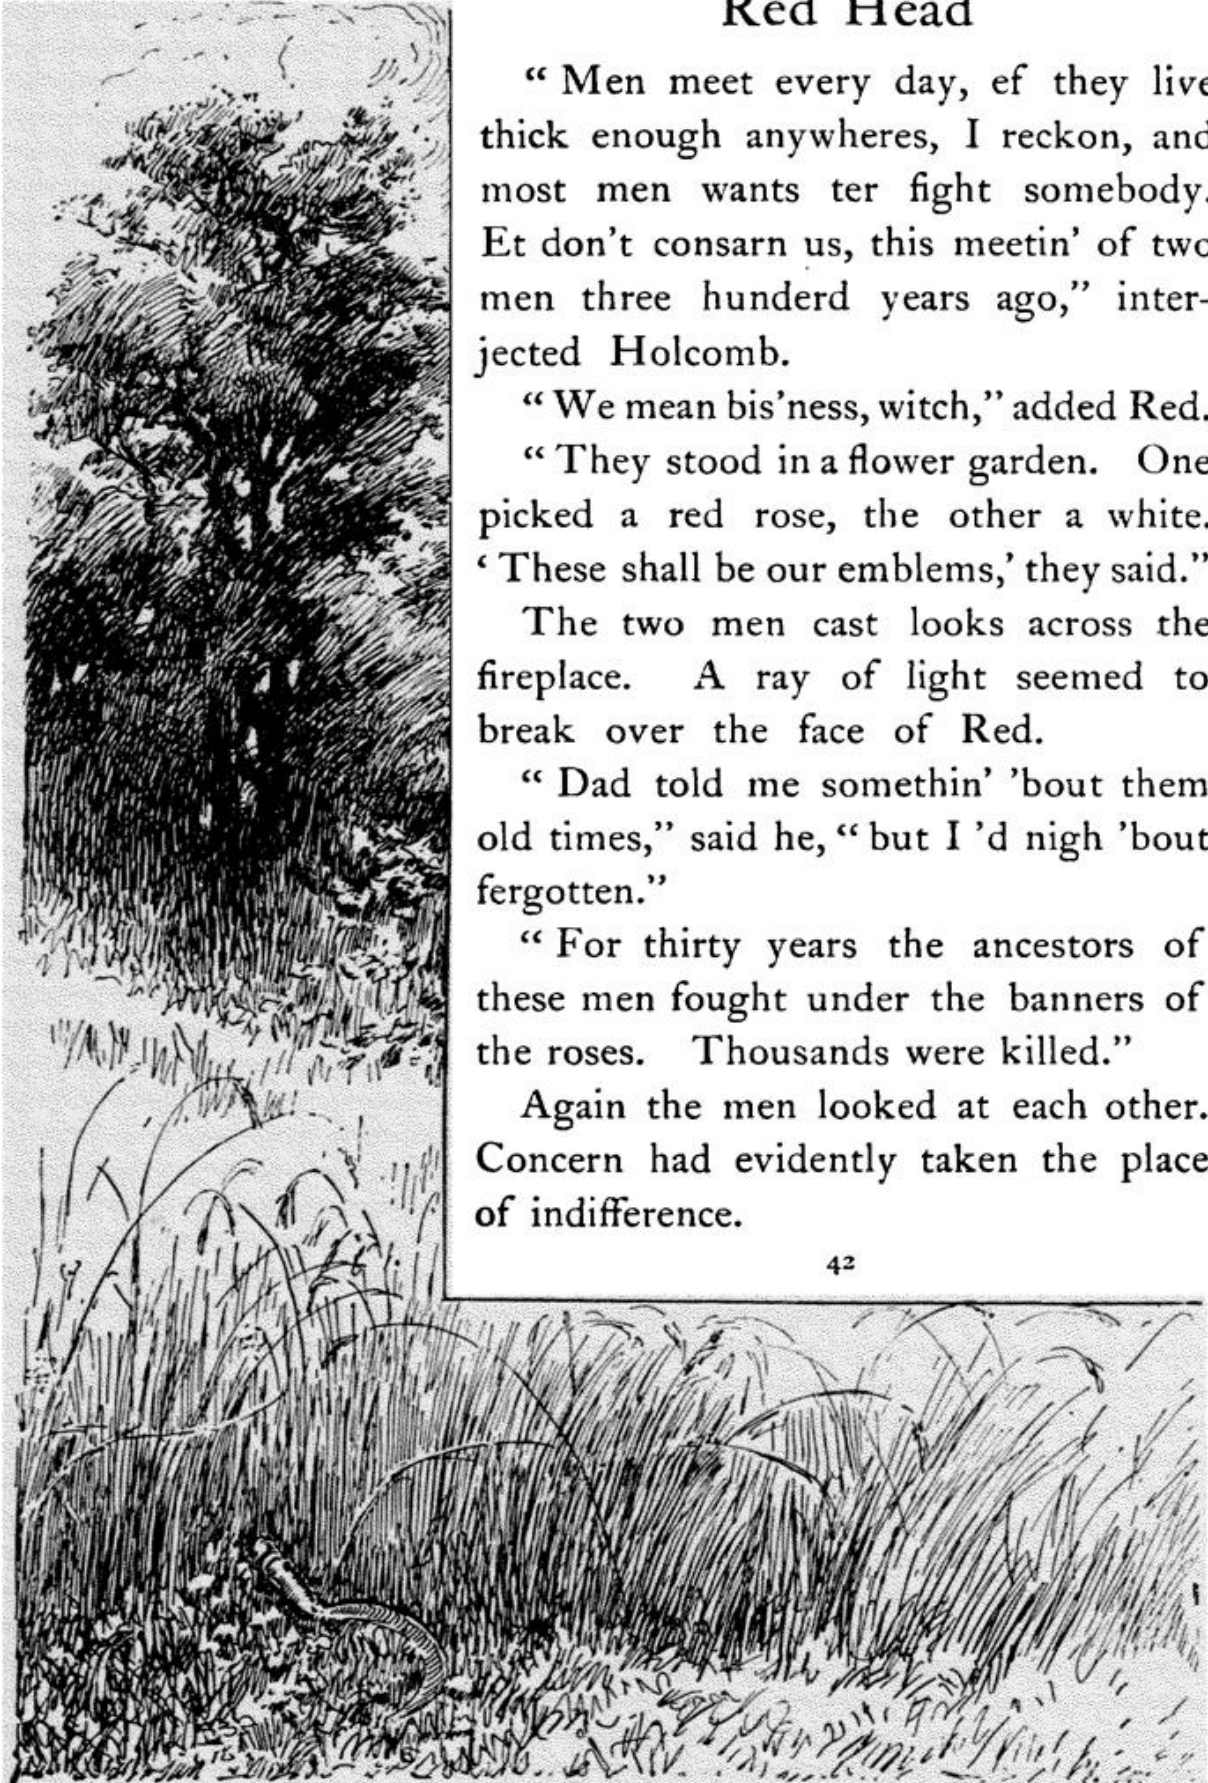 Red Head
“ Men meet every day, ef they live
thick enough anywheres, I reckon, and
most men wants ter fight somebody.
Et don’t consarn us, this meetin’ of two
men three hunderd years ago,” inter-
jected Holcomb.
“ We mean bis’ness, witch,” added Red.
“ They stood in a flower garden. One
picked a red rose, the other a white.
‘ These shall be our emblems,’ they said.”
The two men cast looks across the
fireplace. A ray of light seemed to
break over the face of Red.
“ Dad told me somethin’ ’bout them
old times,” said he, “ but I ’d nigh ’bout
fergotten.”
“ For thirty years the ancestors of
these men fought under the banners of
the roses. Thousands were killed.”
Again the men looked at each other.
Concern had evidently taken the place
of indifference.
42